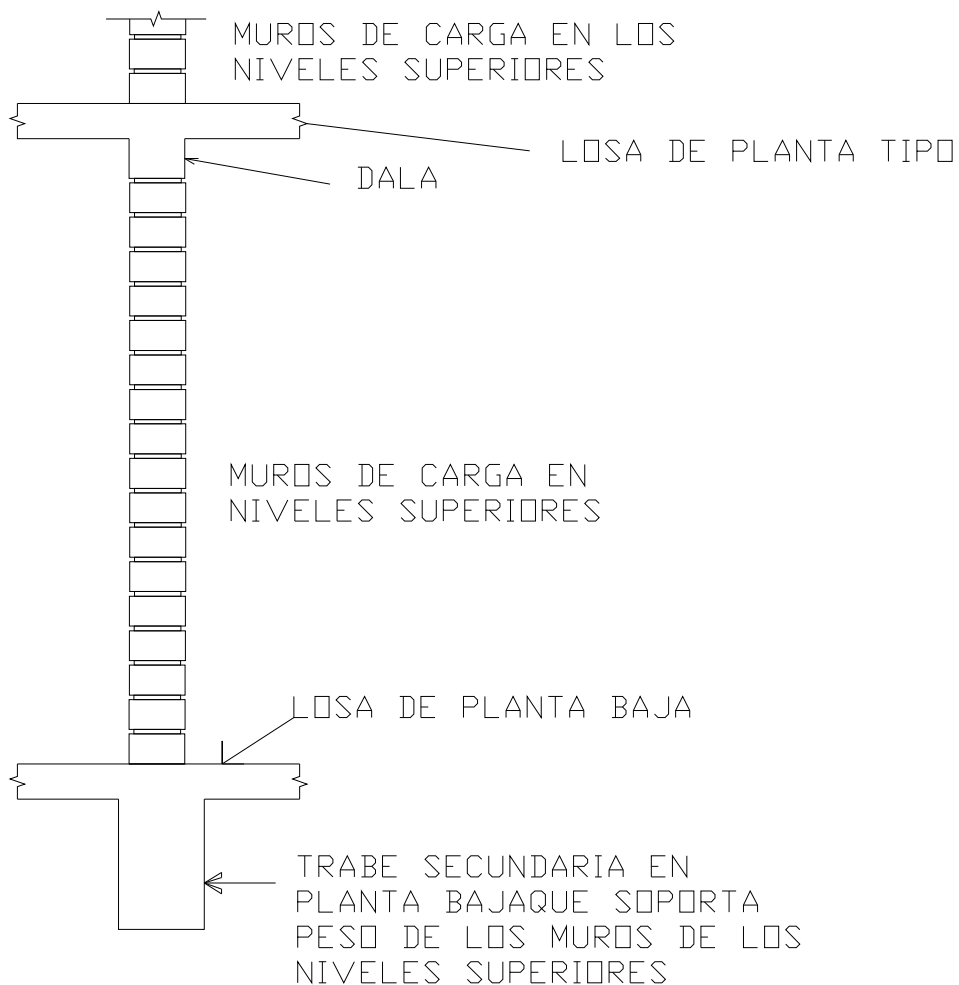 MUROS DE CARGA EN LOS
NIVELES SUPERIORES
LOSA DE PLANTA TIPO
DALA
MUROS DE CARGA EN
NIVELES SUPERIORES
LOSA DE PLANTA BAJA
TRABE SECUNDARIA EN
PLANTA BAJAQUE SOPORTA
PESO DE LOS MUROS DE LOS
NIVELES SUPERIORES